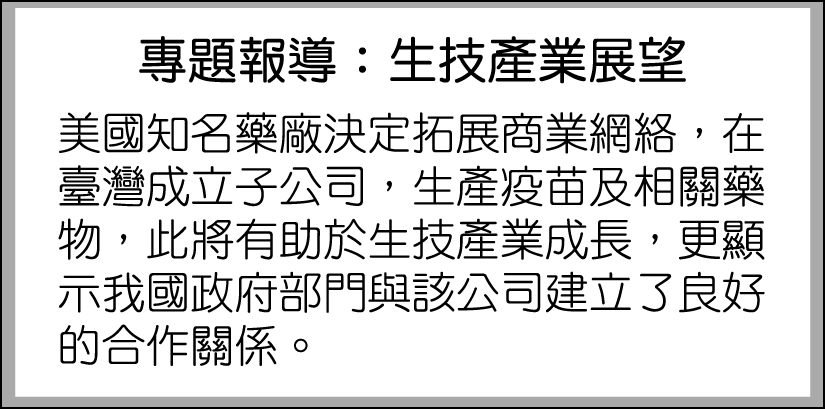 專題報導：生技產業展望
美國知名藥廠決定拓展商業網絡，在
臺灣成立子公司，生產疫苗及相關藥
物，此將有助於生技產業成長，更顯
示我國政府部門與該公司建立了良好
的合作關係。